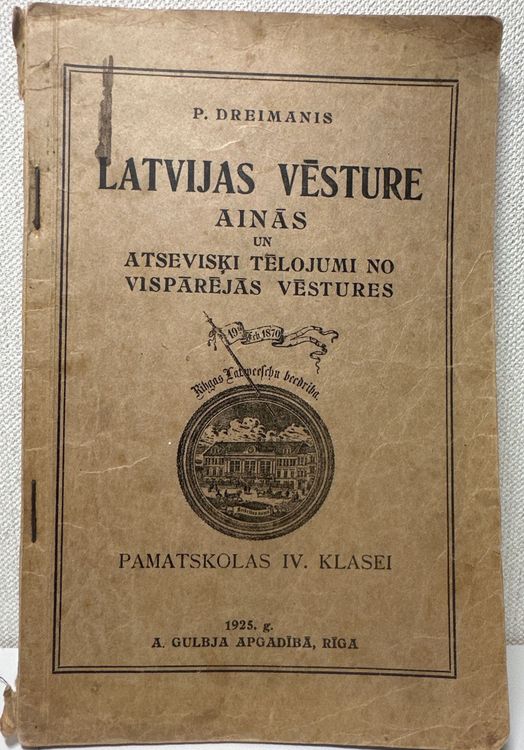 P. DREIMANIS
LATVIJAS VĒSTURE
AINĀS
UN
ATSEVIŠĶI TĒLOJUMI NO
VISPĀRĒJĀS VĒSTURES
19 Feb 1870
Rihgas Latweeschu beedriba.
PAMATSKOLAS IV. KLASEI
1925. g.
A. GULBJA APGADĪBĀ, RĪGA